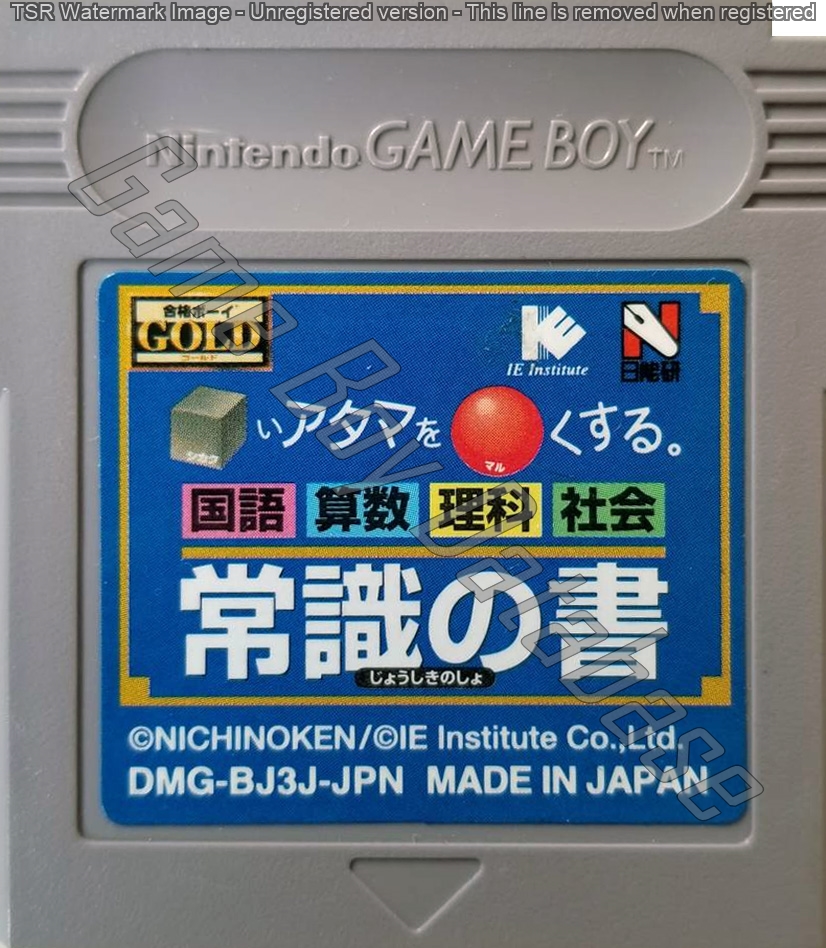 TSR Watermark Image - Unregistered version - This line is removed when registered
Nintendo GAME BOY TM
合格ボーイ
GOLD
ゴールド
IE
IE Institute
N
日能研
いアタマを くする。
シカク
マル
国語 算数 理科 社会
常識の書
じょうしきのしょ
©NICHINOKEN/©IE Institute Co.,Ltd.
DMG-BJ3J-JPN MADE IN JAPAN
Game Boy Database